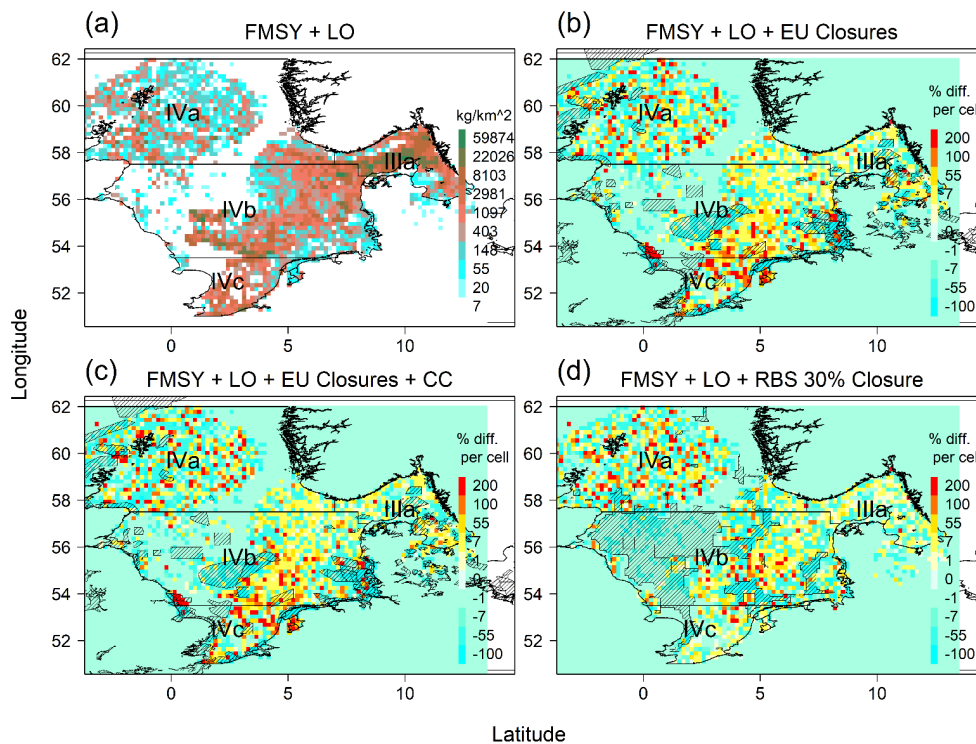 (a)
FMSY + LO
62
60
58
56
54
52
0
5
10
IVa
IVb
IVc
IIIa
kg/km^2
59874
22026
8103
2981
1097
403
148
55
20
7
(b)
FMSY + LO + EU Closures
62
60
58
56
54
52
0
5
10
IVa
IVb
IVc
IIIa
% diff.
per cel
200
100
55
7
1
0
-1
-7
-55
-100
Longitude
(c)
FMSY + LO + EU Closures + CC
62
60
58
56
54
52
0
5
10
IVa
IVb
IVc
IIIa
% diff.
per cell
200
100
55
7
1
0
-1
-7
-55
-100
(d)
FMSY + LO + RBS 30% Closure
62
60
58
56
54
52
0
5
10
IVa
IVb
IVc
IIIa
% diff.
per cell
200
100
55
7
1
0
-1
-7
-55
-100
Latitude